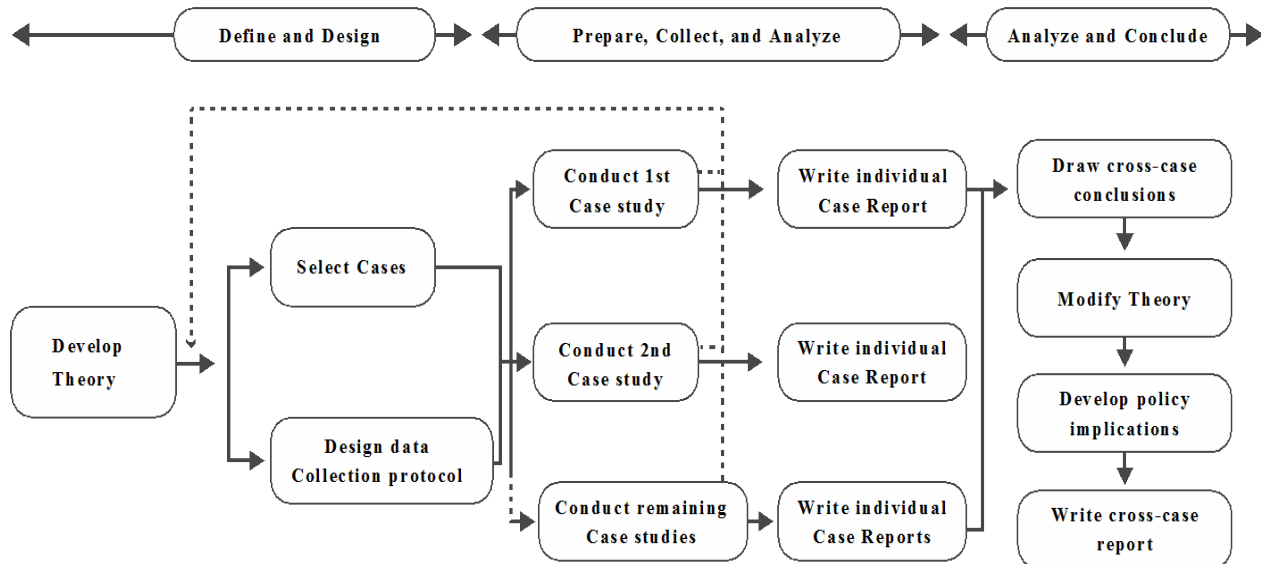 Define and Design
Prepare, Collect, and Analyze
Analyze and Conclude
Develop
Theory
Select Cases
Design data
Collection protocol
Conduct 1st
Case study
Conduct 2nd
Case study
Conduct remaining
Case studies
Write individual
Case Report
Write individual
Case Report
Write individual
Case Reports
Draw cross-case
conclusions
Modify Theory
Develop policy
implications
Write cross-case
report